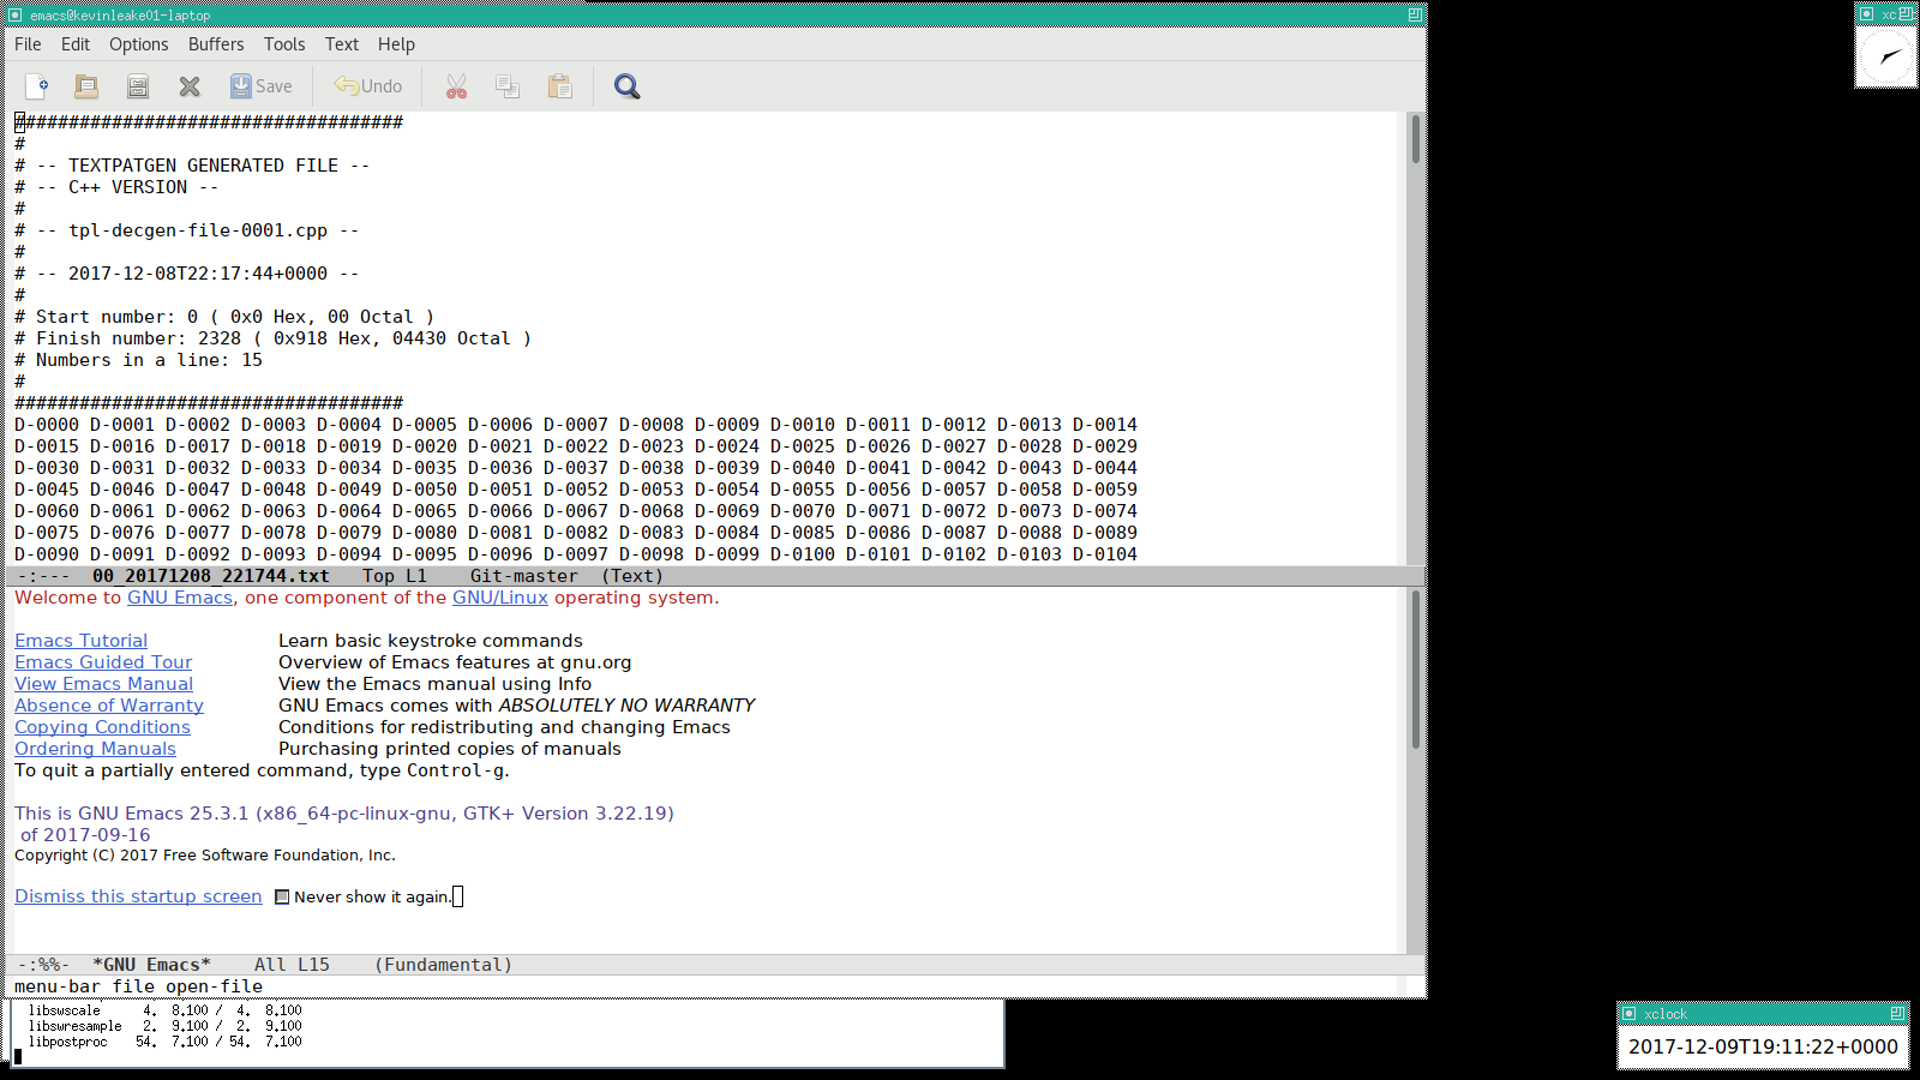 emacs@kevinleake01-laptop
File Edit Options Buffers Tools Text Help
Save Undo
####################################
#
# -- TEXTPATGEN GENERATED FILE --
# -- C++ VERSION --
#
# -- tpl-decgen-file-0001.cpp --
#
# -- 2017-12-08T22:17:44+0000 --
#
# Start number: 0 ( 0x0 Hex, 00 Octal )
# Finish number: 2328 ( 0x918 Hex, 04430 Octal )
# Numbers in a line: 15
#
####################################
D-0000 D-0001 D-0002 D-0003 D-0004 D-0005 D-0006 D-0007 D-0008 D-0009 D-0010 D-0011 D-0012 D-0013 D-0014
D-0015 D-0016 D-0017 D-0018 D-0019 D-0020 D-0021 D-0022 D-0023 D-0024 D-0025 D-0026 D-0027 D-0028 D-0029
D-0030 D-0031 D-0032 D-0033 D-0034 D-0035 D-0036 D-0037 D-0038 D-0039 D-0040 D-0041 D-0042 D-0043 D-0044
D-0045 D-0046 D-0047 D-0048 D-0049 D-0050 D-0051 D-0052 D-0053 D-0054 D-0055 D-0056 D-0057 D-0058 D-0059
D-0060 D-0061 D-0062 D-0063 D-0064 D-0065 D-0066 D-0067 D-0068 D-0069 D-0070 D-0071 D-0072 D-0073 D-0074
D-0075 D-0076 D-0077 D-0078 D-0079 D-0080 D-0081 D-0082 D-0083 D-0084 D-0085 D-0086 D-0087 D-0088 D-0089
D-0090 D-0091 D-0092 D-0093 D-0094 D-0095 D-0096 D-0097 D-0098 D-0099 D-0100 D-0101 D-0102 D-0103 D-0104
-:--- 00_20171208_221744.txt Top L1 Git-master (Text)
Welcome to GNU Emacs, one component of the GNU/Linux operating system.
Emacs Tutorial Learn basic keystroke commands
Emacs Guided Tour Overview of Emacs features at gnu.org
View Emacs Manual View the Emacs manual using Info
Absence of Warranty GNU Emacs comes with ABSOLUTELY NO WARRANTY
Copying Conditions Conditions for redistributing and changing Emacs
Ordering Manuals Purchasing printed copies of manuals
To quit a partially entered command, type Control-g.
This is GNU Emacs 25.3.1 (x86_64-pc-linux-gnu, GTK+ Version 3.22.19)
of 2017-09-16
Copyright (C) 2017 Free Software Foundation, Inc.
Dismiss this startup screen Never show it again.
-:%%- *GNU Emacs* All L15 (Fundamental)
menu-bar file open-file
libswscale 4. 8.100 / 4. 8.100
libswresample 2. 9.100 / 2. 9.100
libpostproc 54. 7.100 / 54. 7.100
xc
xclock
2017-12-09T19:11:22+0000